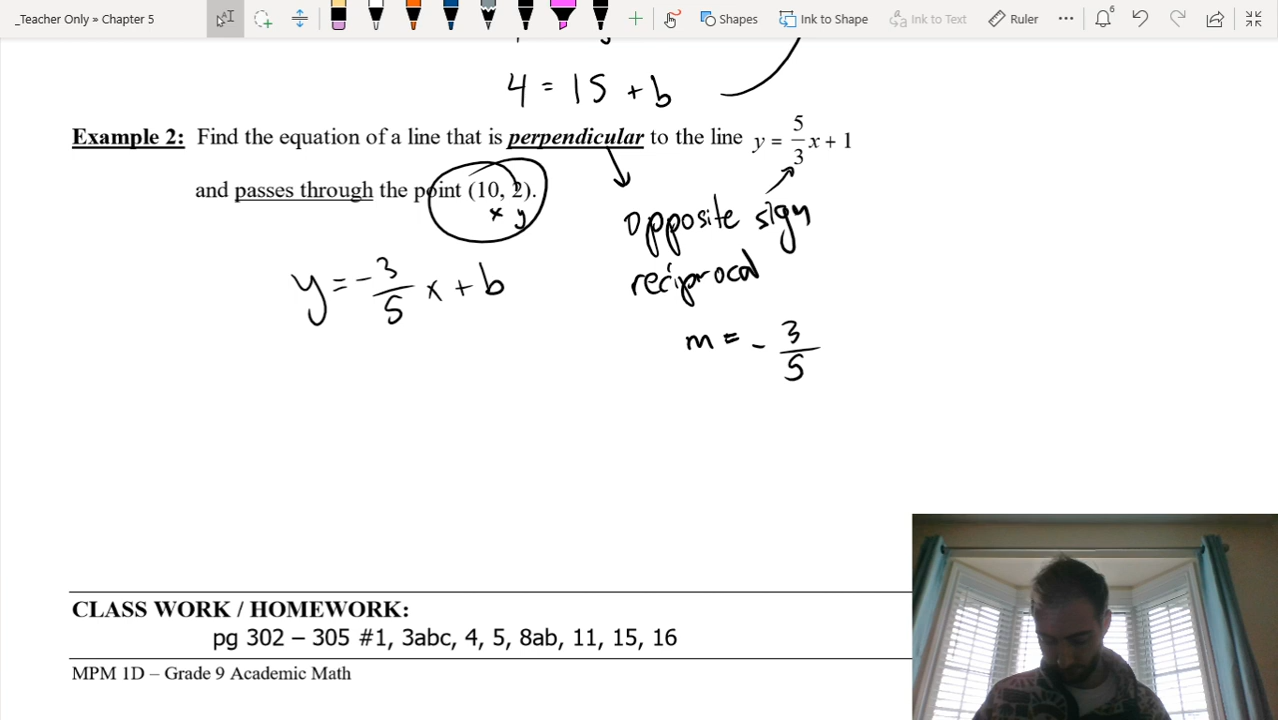 _Teacher Only » Chapter 5
Shapes
Ink to Shape
Ink to Text
Ruler
6
4 = 15 + b
Example 2: Find the equation of a line that is perpendicular to the line y = 5/3 x + 1
and passes through the point (10, 2).
x y
opposite sign
reciprocal
y = -3/5 x + b
m = - 3/5
CLASS WORK / HOMEWORK:
pg 302 – 305 #1, 3abc, 4, 5, 8ab, 11, 15, 16
MPM 1D – Grade 9 Academic Math